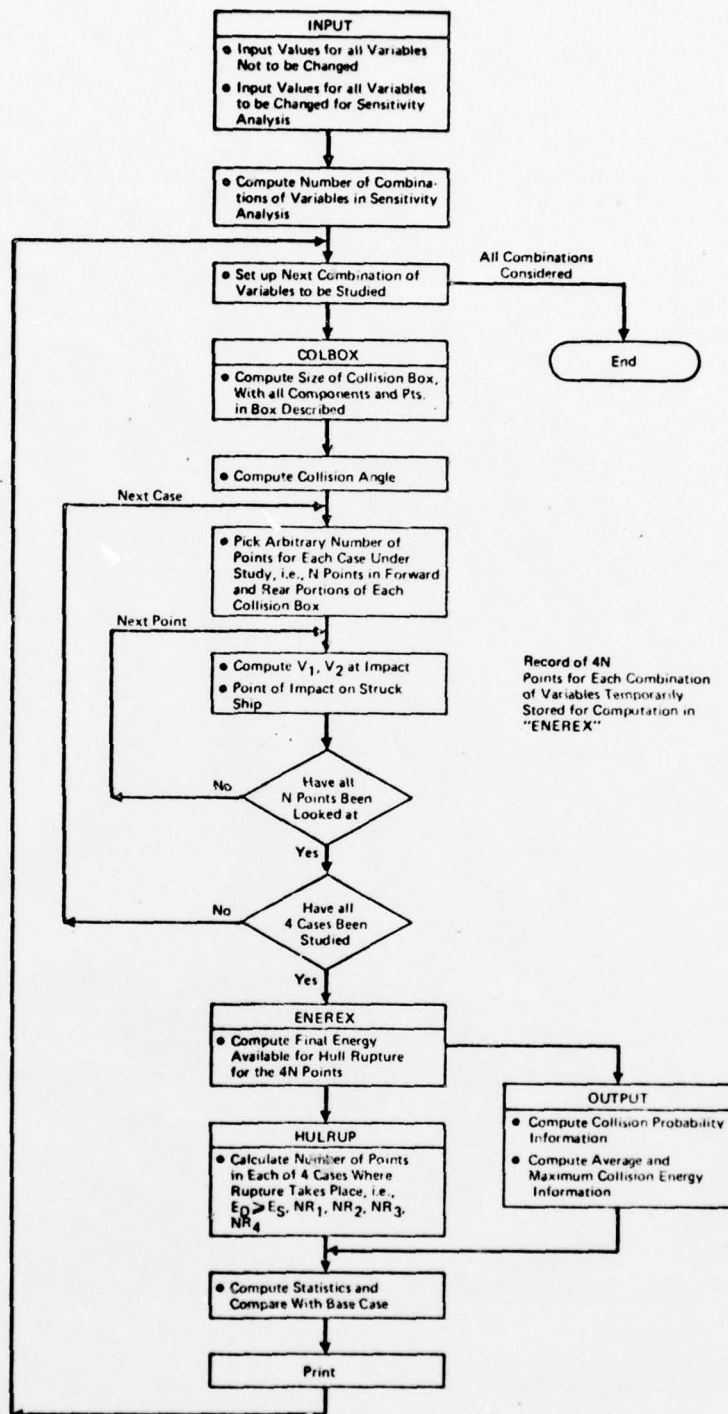 INPUT
● Input Values for all Variables
Not to be Changed
● Input Values for all Variables
to be Changed for Sensitivity
Analysis
● Compute Number of Combina-
tions of Variables in Sensitivity
Analysis
● Set up Next Combination of
Variables to be Studied
All Combinations
Considered
End
COLBOX
● Compute Size of Collision Box,
With all Components and Pts.
in Box Described
● Compute Collision Angle
Next Case
● Pick Arbitrary Number of
Points for Each Case Under
Study, i.e., N Points in Forward
and Rear Portions of Each
Collision Box
Next Point
● Compute V₁, V₂ at Impact
● Point of Impact on Struck
Ship
Record of 4N
Points for Each Combination
of Variables Temporarily
Stored for Computation in
"ENEREX"
No
Have all
N Points Been
Looked at
Yes
No
Have all
4 Cases Been
Studied
Yes
ENEREX
● Compute Final Energy
Available for Hull Rupture
for the 4N Points
OUTPUT
● Compute Collision Probability
Information
● Compute Average and
Maximum Collision Energy
Information
HULRUP
● Calculate Number of Points
in Each of 4 Cases Where
Rupture Takes Place, i.e.,
E₀ ⩾ Eₛ, NR₁, NR₂, NR₃,
NR₄
● Compute Statistics and
Compare With Base Case
Print